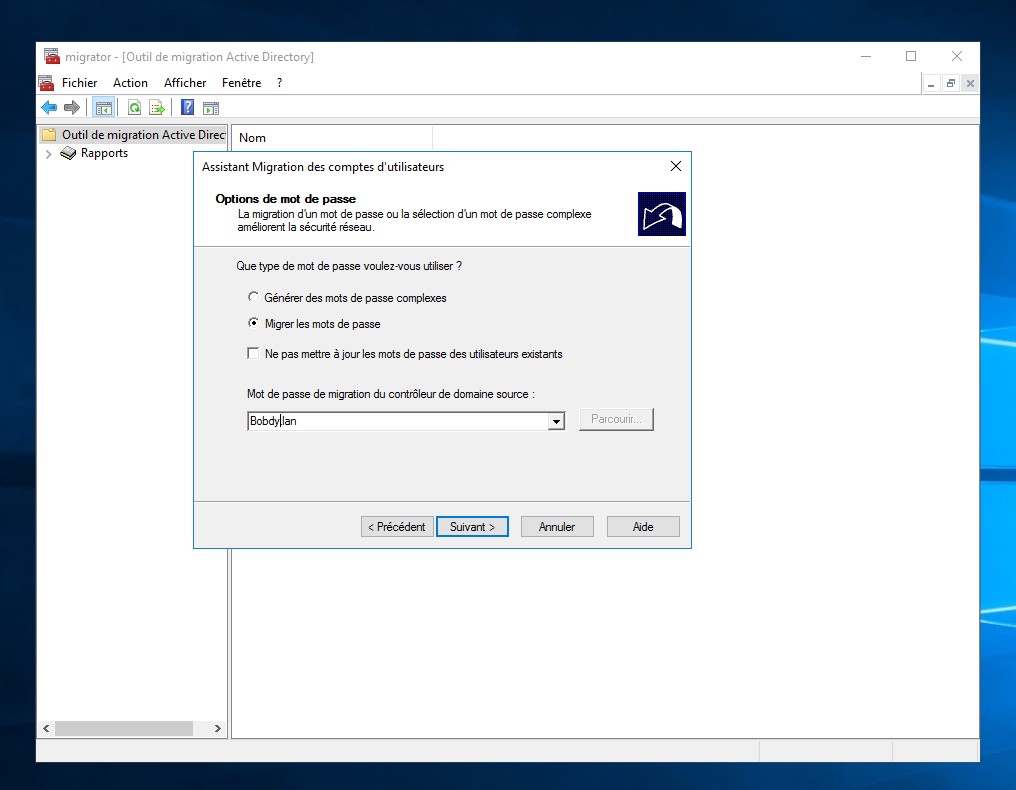 migrator - [Outil de migration Active Directory]
Fichier Action Afficher Fenêtre ?
Outil de migration Active Direc
Rapports
Nom
Assistant Migration des comptes d'utilisateurs
Options de mot de passe
La migration d'un mot de passe ou la sélection d'un mot de passe complexe
améliorent la sécurité réseau.
Que type de mot de passe voulez-vous utiliser ?
Générer des mots de passe complexes
Migrer les mots de passe
Ne pas mettre à jour les mots de passe des utilisateurs existants
Mot de passe de migration du contrôleur de domaine source :
Bobdy.lan
Parcourir...
< Précédent Suivant > Annuler Aide